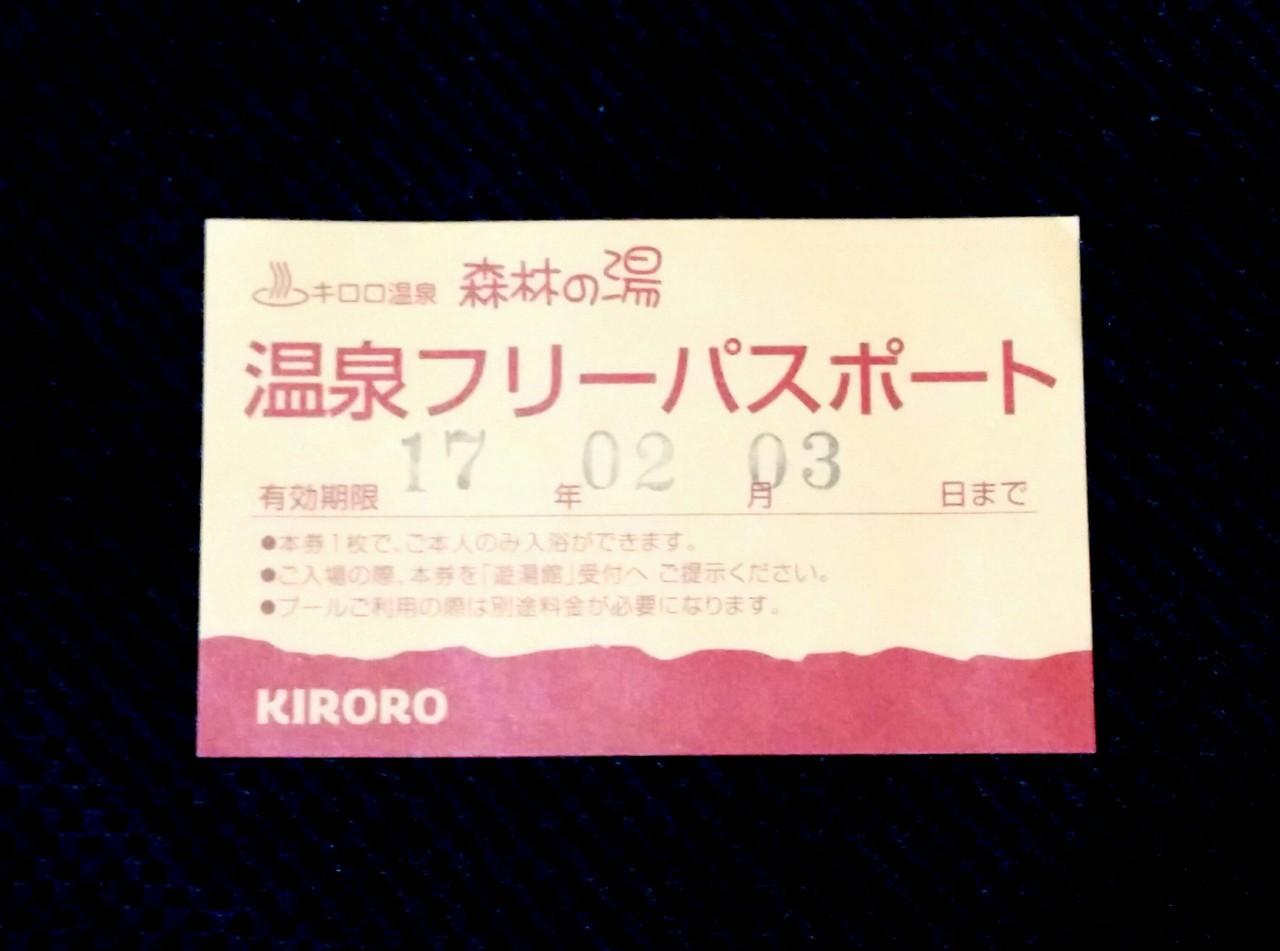 キロロ温泉 森林の湯
温泉フリーパスポート
有効期限 17 年 02 月 03 日まで
●本券1枚で、ご本人のみ入浴ができます。
●ご入場の際、本券を「遊湯館」受付へ ご提示ください。
●プールご利用の際は別途料金が必要になります。
KIRORO